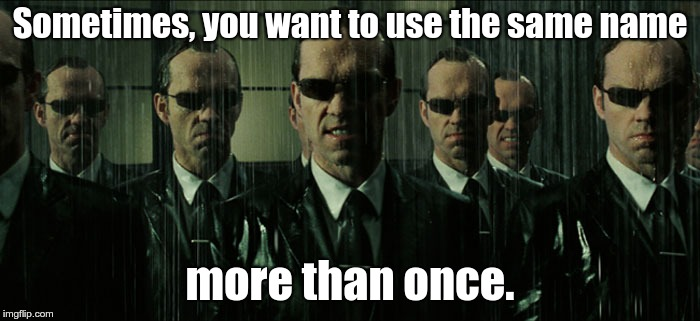 Sometimes, you want to use the same name
more than once.
imgflip.com